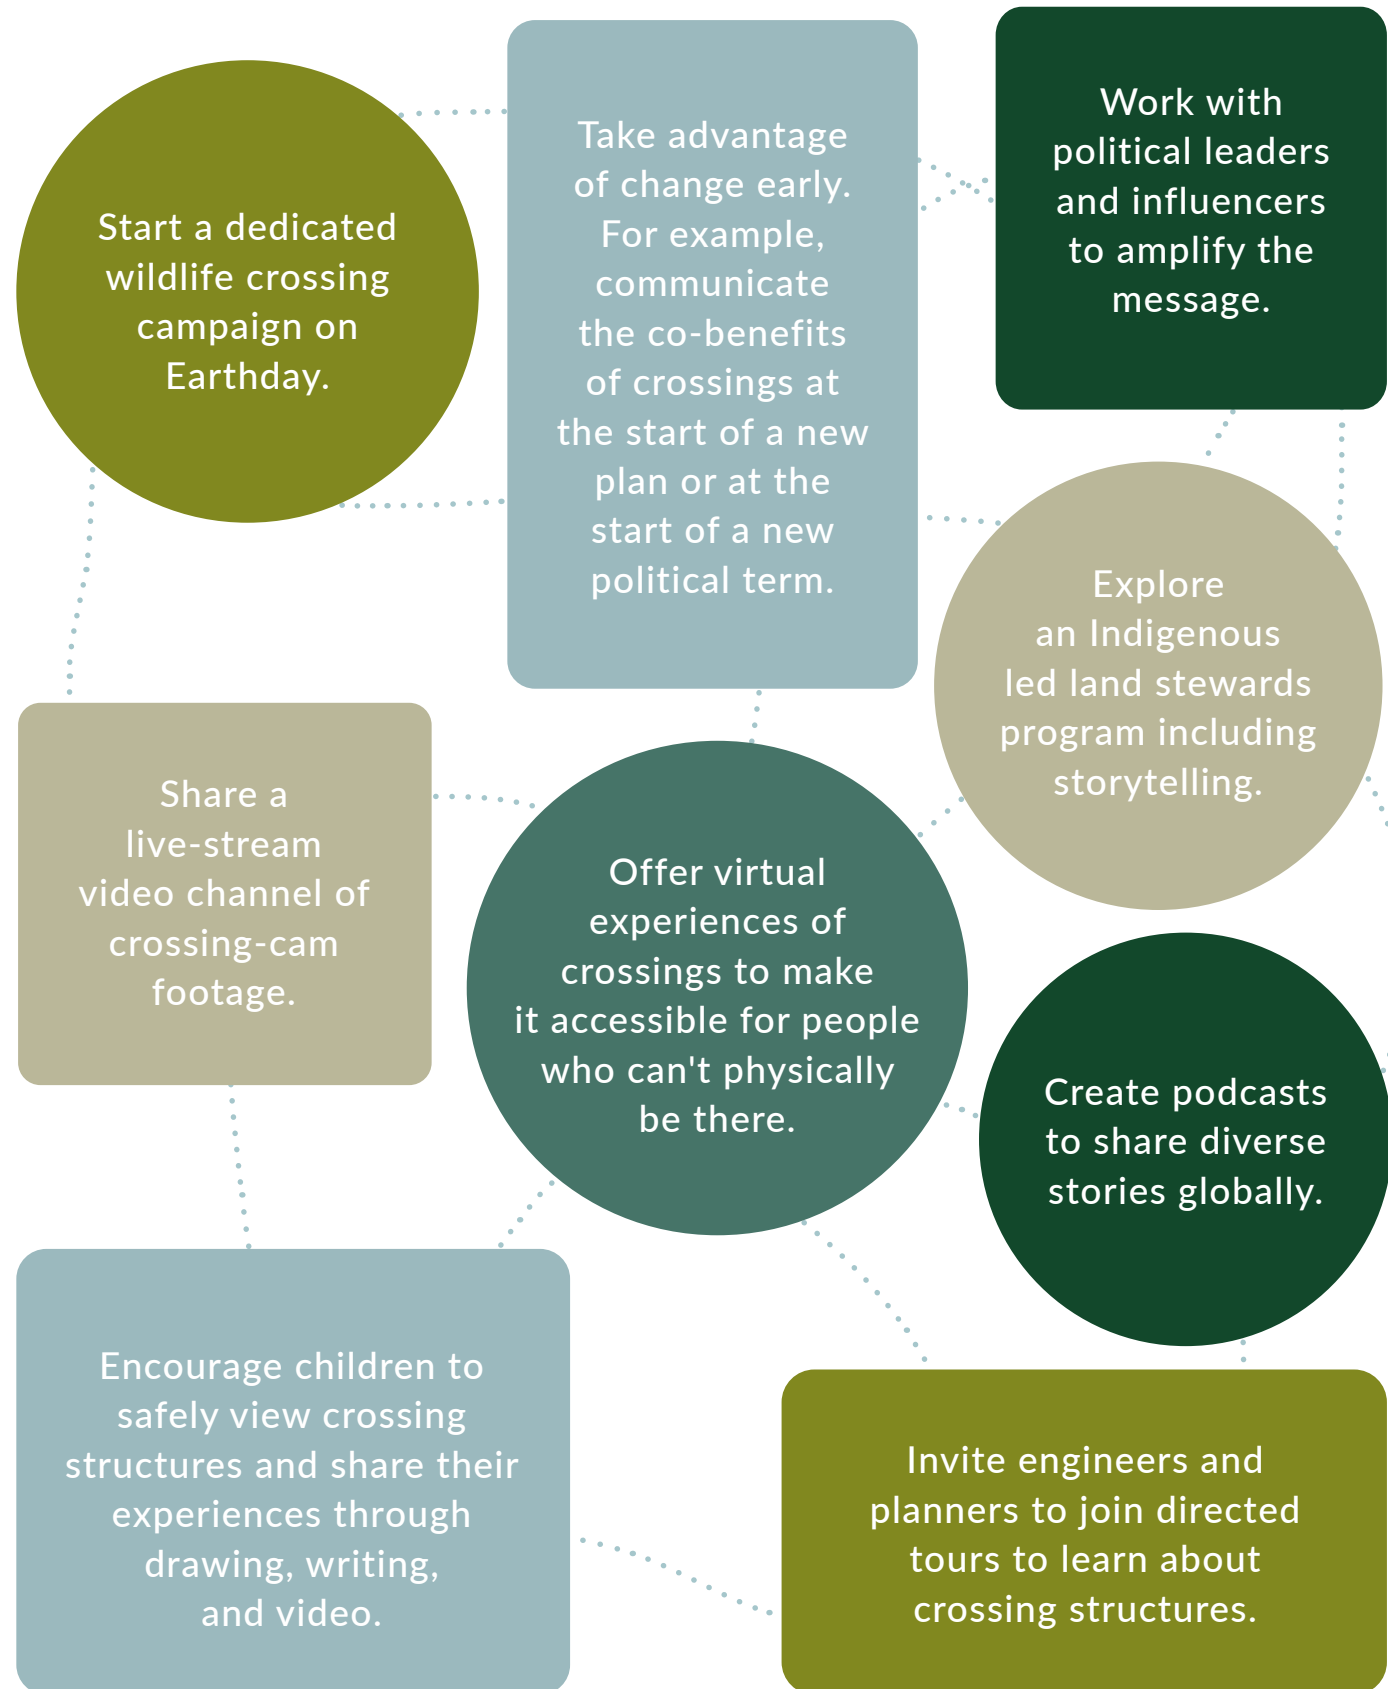 Start a dedicated
wildlife crossing
campaign on
Earthday.
Take advantage
of change early.
For example,
communicate
the co-benefits
of crossings at
the start of a new
plan or at the
start of a new
political term.
Work with
political leaders
and influencers
to amplify the
message.
Explore
an Indigenous
led land stewards
program including
storytelling.
Share a
live-stream
video channel of
crossing-cam
footage.
Offer virtual
experiences of
crossings to make
it accessible for people
who can't physically
be there.
Create podcasts
to share diverse
stories globally.
Encourage children to
safely view crossing
structures and share their
experiences through
drawing, writing,
and video.
Invite engineers and
planners to join directed
tours to learn about
crossing structures.